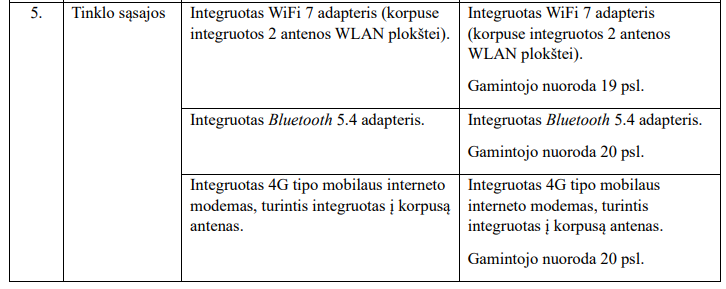 5.
Tinklo sąsajos
Integruotas WiFi 7 adapteris (korpuse
integruotos 2 antenos WLAN plokštei).
Integruotas WiFi 7 adapteris
(korpuse integruotos 2 antenos
WLAN plokštei).
Gamintojo nuoroda 19 psl.
Integruotas Bluetooth 5.4 adapteris.
Integruotas Bluetooth 5.4 adapteris.
Gamintojo nuoroda 20 psl.
Integruotas 4G tipo mobilaus interneto
modemas, turintis integruotas į korpusą
antenas.
Integruotas 4G tipo mobilaus
interneto modemas, turintis
integruotas į korpusą antenas.
Gamintojo nuoroda 20 psl.